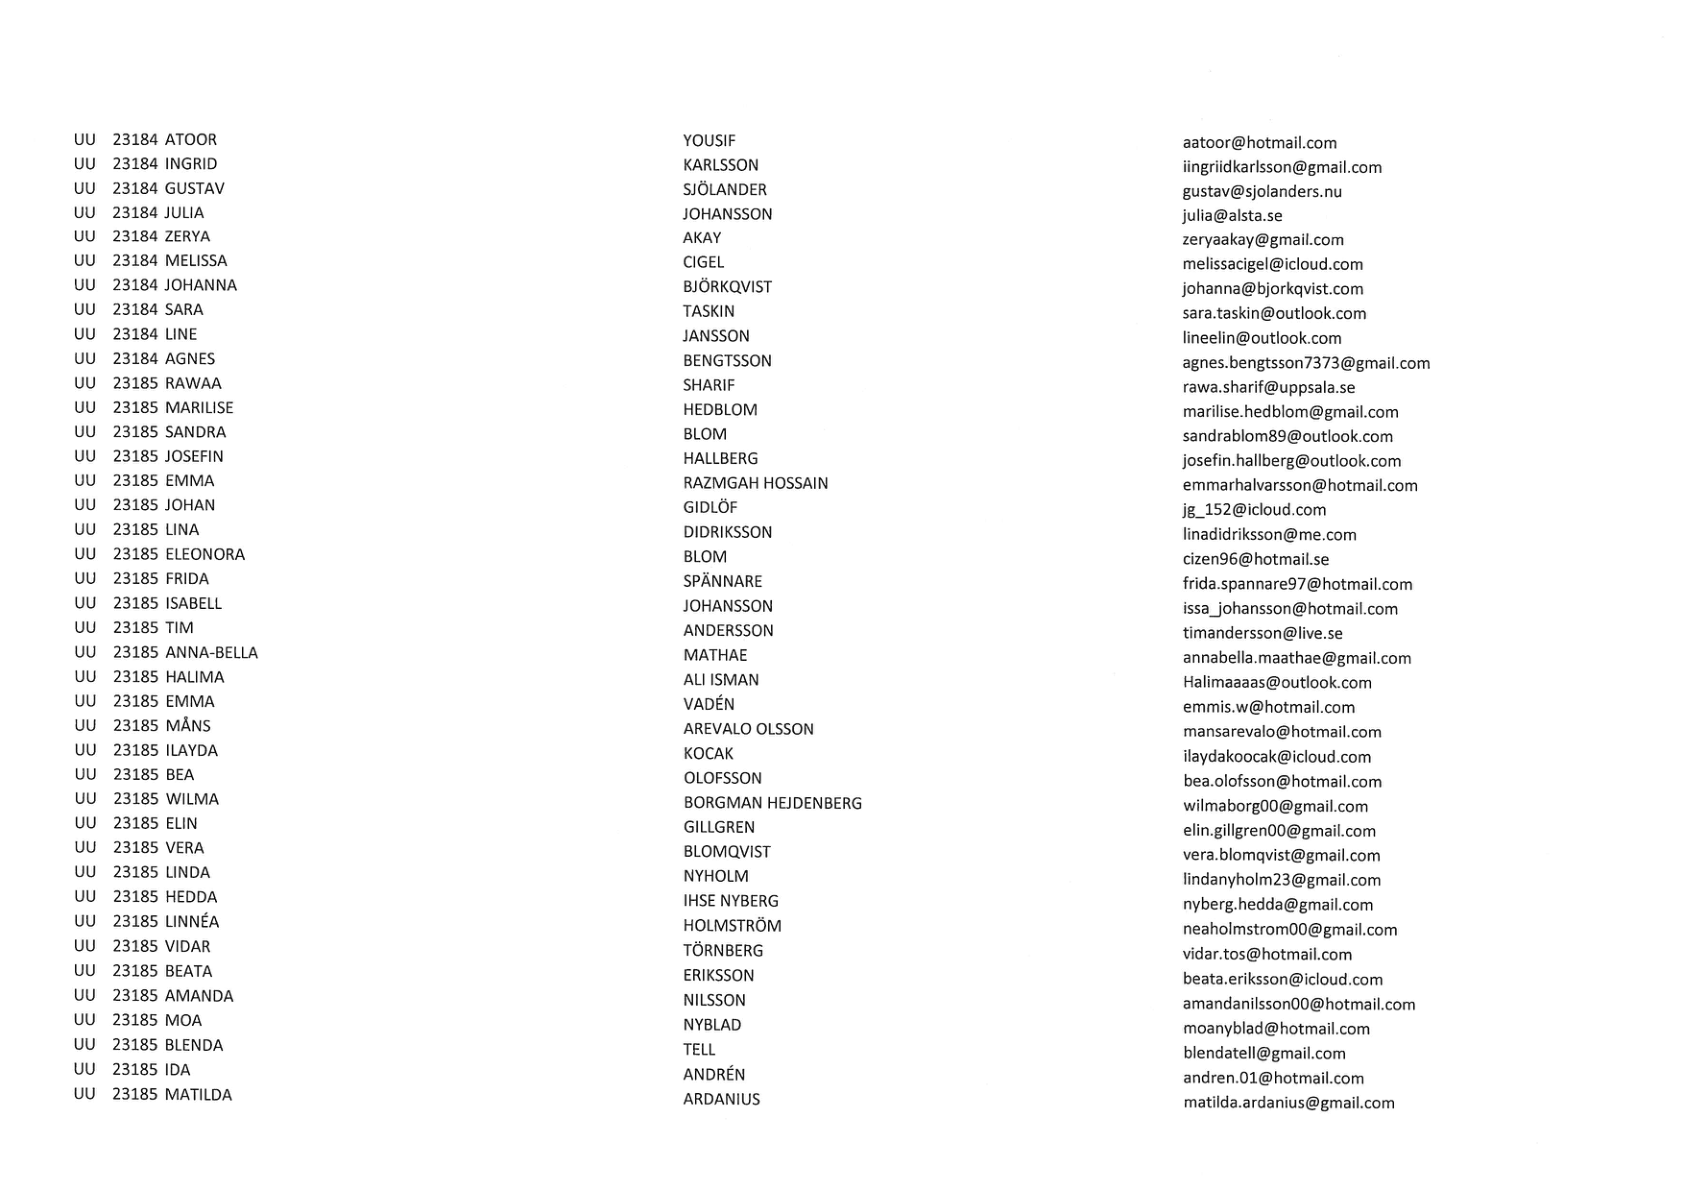 UU 23184 ATOOR YOUSIF aatoor@hotmail.com
UU 23184 INGRID KARLSSON iingriidkarlsson@gmail.com
UU 23184 GUSTAV SJÖLANDER gustav@sjolanders.nu
UU 23184 JULIA JOHANSSON julia@alsta.se
UU 23184 ZERYA AKAY zeryaakay@gmail.com
UU 23184 MELISSA CIGEL melissacigel@icloud.com
UU 23184 JOHANNA BJÖRKQVIST johanna@bjorkqvist.com
UU 23184 SARA TASKIN sara.taskin@outlook.com
UU 23184 LINE JANSSON lineelin@outlook.com
UU 23184 AGNES BENGTSSON agnes.bengtsson7373@gmail.com
UU 23185 RAWAA SHARIF rawa.sharif@uppsala.se
UU 23185 MARILISE HEDBLOM marilise.hedblom@gmail.com
UU 23185 SANDRA BLOM sandrablom89@outlook.com
UU 23185 JOSEFIN HALLBERG josefin.hallberg@outlook.com
UU 23185 EMMA RAZMGAH HOSSAIN emmarhalvarsson@hotmail.com
UU 23185 JOHAN GIDLÖF jg_152@icloud.com
UU 23185 LINA DIDRIKSSON linadidriksson@me.com
UU 23185 ELEONORA BLOM cizen96@hotmail.se
UU 23185 FRIDA SPÄNNARE frida.spannare97@hotmail.com
UU 23185 ISABELL JOHANSSON issa_johansson@hotmail.com
UU 23185 TIM ANDERSSON timandersson@live.se
UU 23185 ANNA-BELLA MATHAE annabella.maathae@gmail.com
UU 23185 HALIMA ALI ISMAN Halimaaaas@outlook.com
UU 23185 EMMA VADÉN emmis.w@hotmail.com
UU 23185 MÅNS AREVALO OLSSON mansarevalo@hotmail.com
UU 23185 ILAYDA KOCAK ilaydakoocak@icloud.com
UU 23185 BEA OLOFSSON bea.olofsson@hotmail.com
UU 23185 WILMA BORGMAN HEJDENBERG wilmaborg00@gmail.com
UU 23185 ELIN GILLGREN elin.gillgren00@gmail.com
UU 23185 VERA BLOMQVIST vera.blomqvist@gmail.com
UU 23185 LINDA NYHOLM lindanyholm23@gmail.com
UU 23185 HEDDA IHSE NYBERG nyberg.hedda@gmail.com
UU 23185 LINNÉA HOLMSTRÖM neaholmstrom00@gmail.com
UU 23185 VIDAR TÖRNBERG vidar.tos@hotmail.com
UU 23185 BEATA ERIKSSON beata.eriksson@icloud.com
UU 23185 AMANDA NILSSON amandanilsson00@hotmail.com
UU 23185 MOA NYBLAD moanyblad@hotmail.com
UU 23185 BLENDA TELL blendatell@gmail.com
UU 23185 IDA ANDRÉN andren.01@hotmail.com
UU 23185 MATILDA ARDANIUS matilda.ardanius@gmail.com